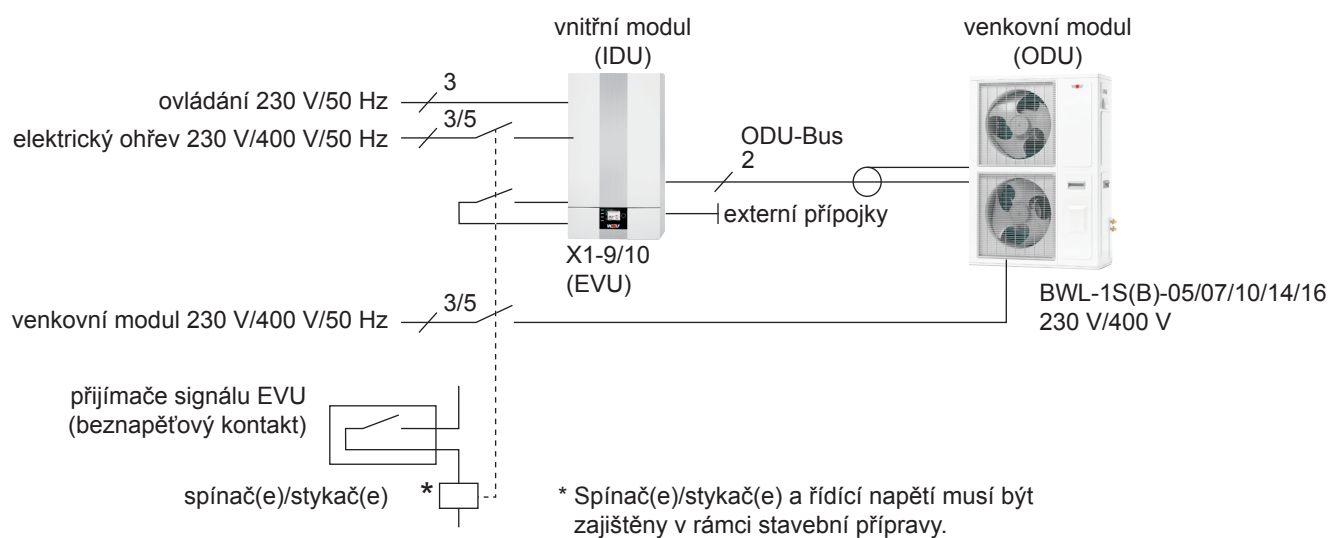 vnitřní modul
(IDU)
venkovní modul
(ODU)
ovládání 230 V/50 Hz
3
elektrický ohřev 230 V/400 V/50 Hz
3/5
ODU-Bus
2
externí přípojky
X1-9/10
(EVU)
BWL-1S(B)-05/07/10/14/16
230 V/400 V
venkovní modul 230 V/400 V/50 Hz
3/5
přijímače signálu EVU
(beznapěťový kontakt)
spínač(e)/stykač(e)
*
* Spínač(e)/stykač(e) a řídící napětí musí být
zajištěny v rámci stavební přípravy.